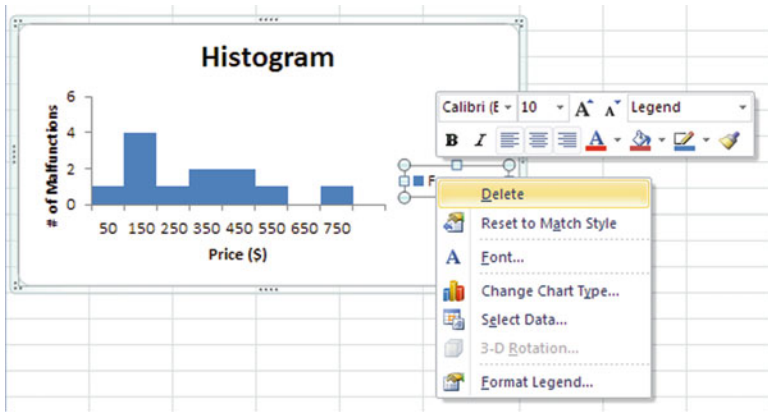 Histogram
# of Malfunctions
6
4
2
0
50 150 250 350 450 550 650 750
Price ($)
F
Calibri (E 10 A A Legend
B I A
Delete
Reset to Match Style
A Font...
Change Chart Type...
Select Data...
3-D Rotation...
Format Legend...